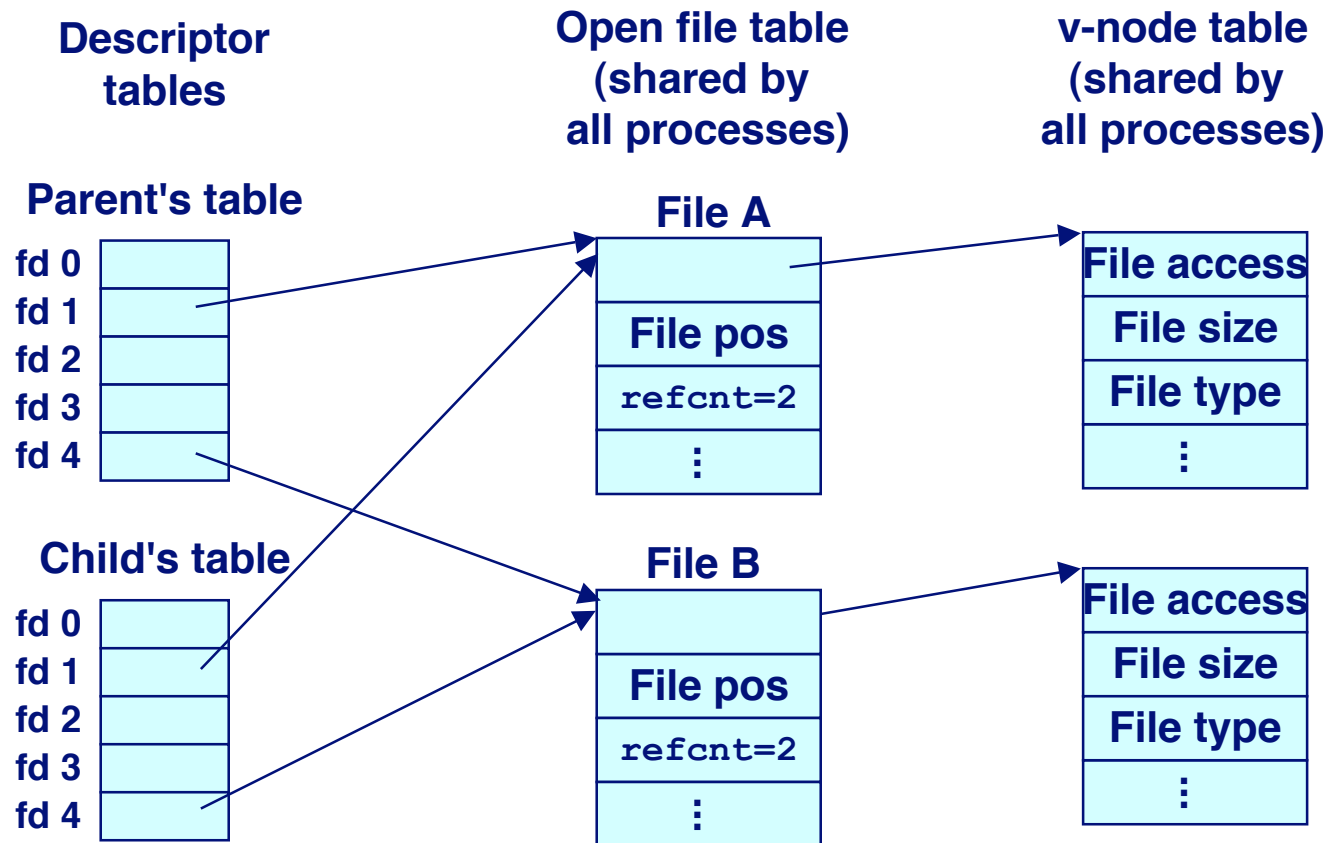 Descriptor
tables
Open file table
(shared by
all processes)
v-node table
(shared by
all processes)
Parent's table
fd 0
fd 1
fd 2
fd 3
fd 4
File A
File pos
refcnt=2
⋮
File access
File size
File type
⋮
Child's table
fd 0
fd 1
fd 2
fd 3
fd 4
File B
File pos
refcnt=2
⋮
File access
File size
File type
⋮